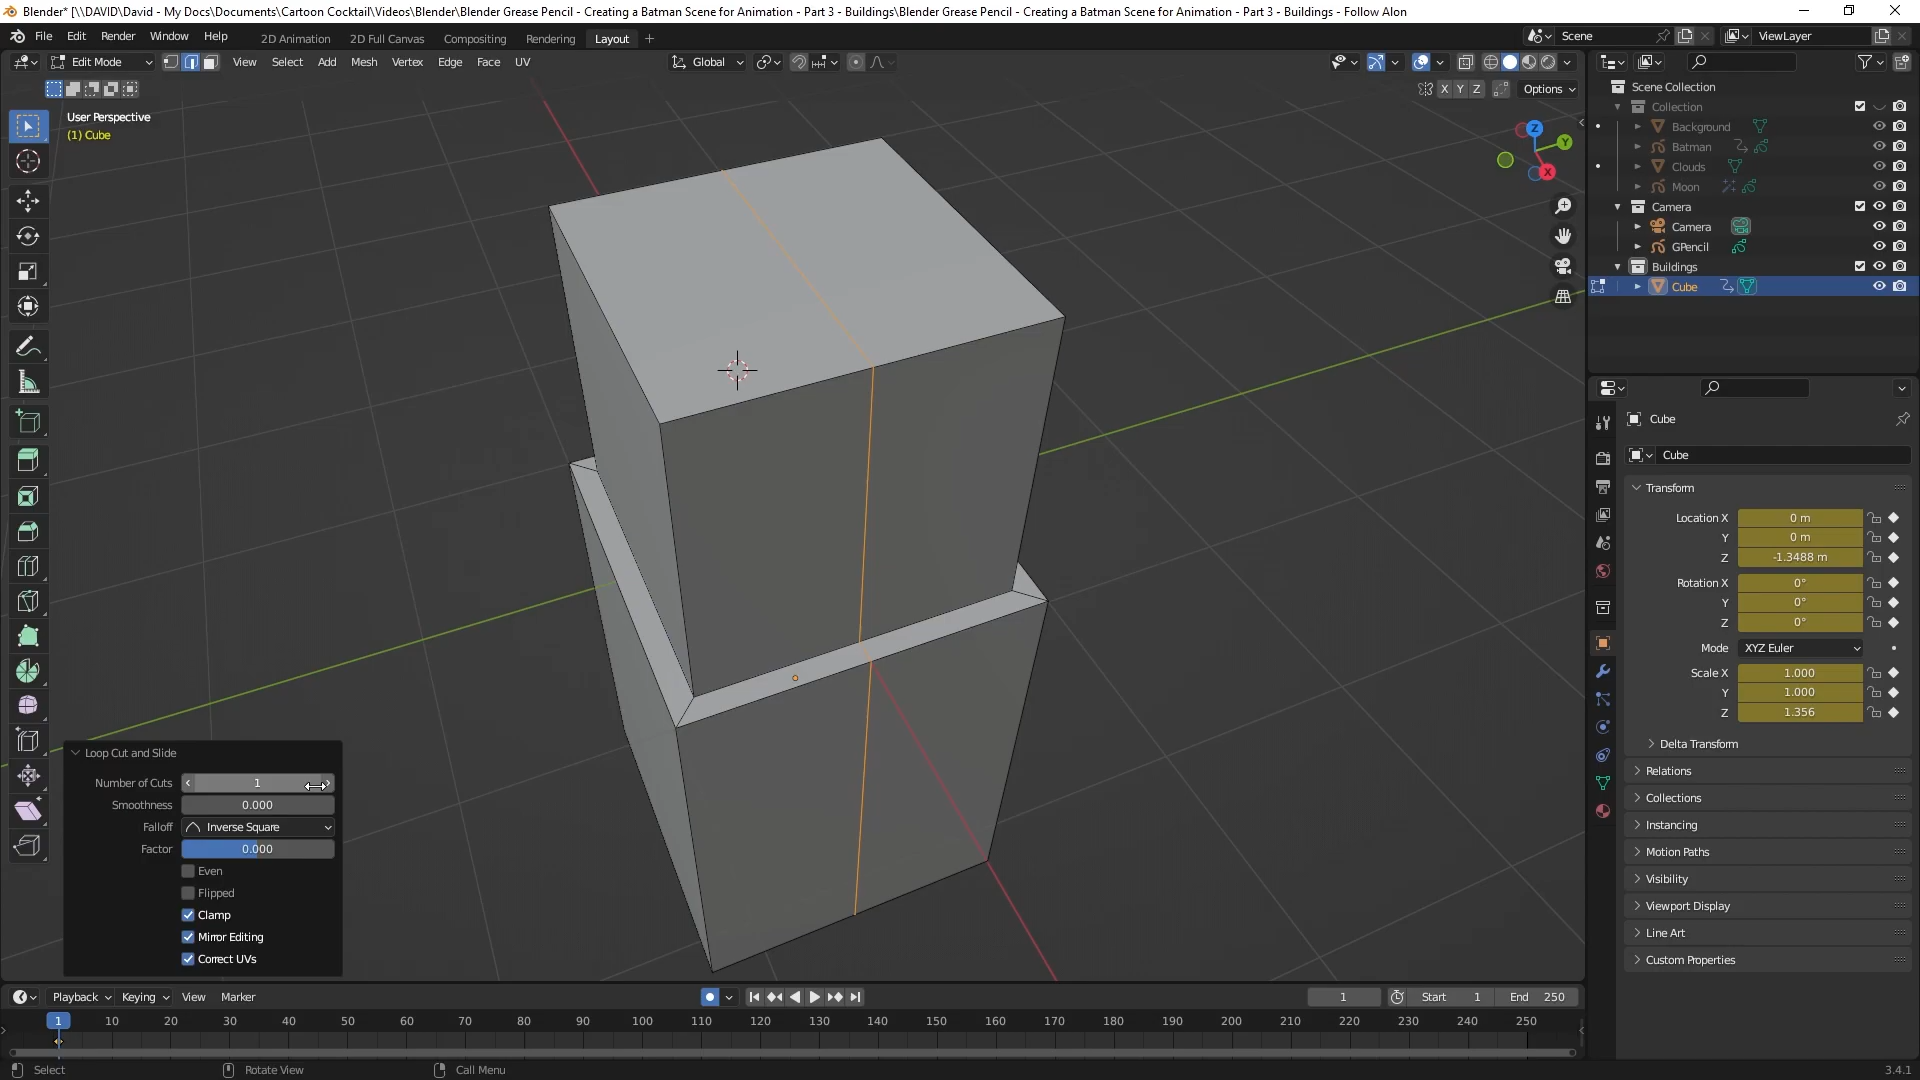 Blender* [\\DAVID\David - My Docs\Documents\Cartoon Cocktail\Videos\Blender\Blender Grease Pencil - Creating a Batman Scene for Animation - Part 3 - Buildings\Blender Grease Pencil - Creating a Batman Scene for Animation - Part 3 - Buildings - Follow Alon
File Edit Render Window Help 2D Animation 2D Full Canvas Compositing Rendering Layout + Scene ViewLayer
Edit Mode View Select Add Mesh Vertex Edge Face UV Global
X Y Z Options
User Perspective
(1) Cube
Z
Y
X
Scene Collection
Collection
Background
Batman
Clouds
Moon
Camera
Camera
GPencil
Buildings
Cube
Cube
Cube
Transform
Location X 0 m
Y 0 m
Z -1.3488 m
Rotation X 0°
Y 0°
Z 0°
Mode XYZ Euler
Scale X 1.000
Y 1.000
Z 1.356
Delta Transform
Relations
Collections
Instancing
Motion Paths
Visibility
Viewport Display
Line Art
Custom Properties
Loop Cut and Slide
Number of Cuts 1
Smoothness 0.000
Falloff Inverse Square
Factor 0.000
Even
Flipped
Clamp
Mirror Editing
Correct UVs
Playback Keying View Marker 1 Start 1 End 250
1 10 20 30 40 50 60 70 80 90 100 110 120 130 140 150 160 170 180 190 200 210 220 230 240 250
Select Rotate View Call Menu 3.4.1